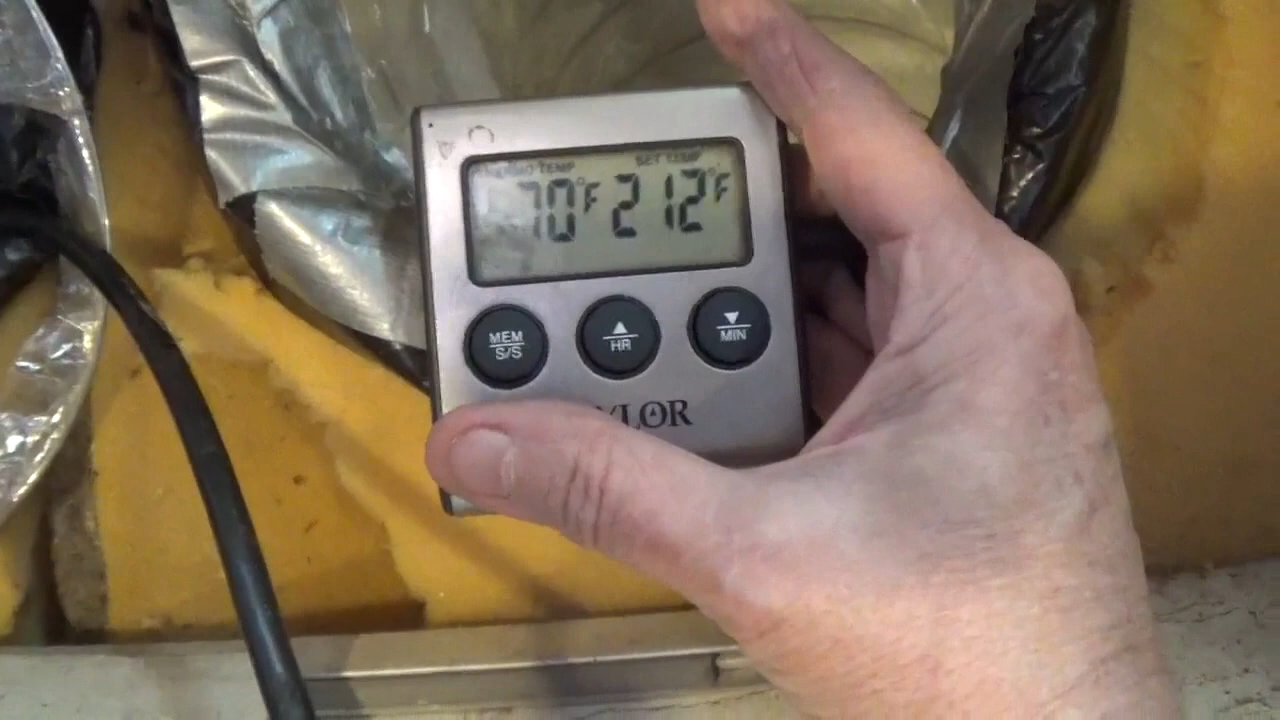 TEMP SET TEMP
70°F 212°F
MEM ▲ ▼
S/S HR MIN
YLOR